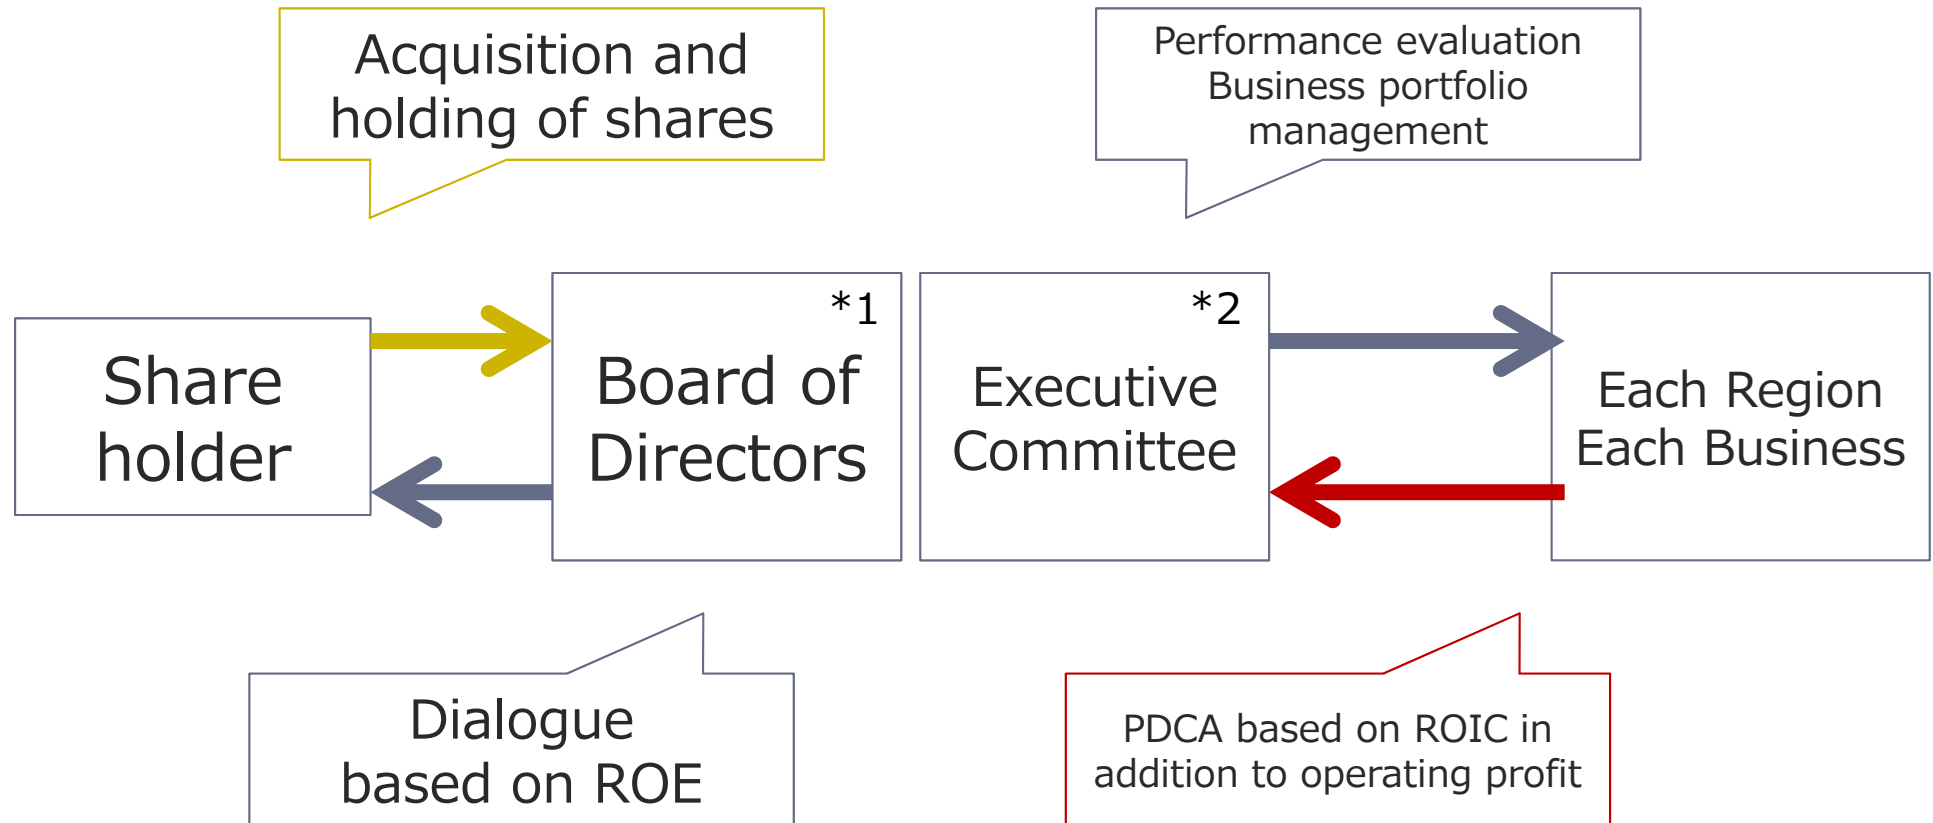 Acquisition and
holding of shares
Performance evaluation
Business portfolio
management
Share
holder
*1
Board of
Directors
*2
Executive
Committee
Each Region
Each Business
Dialogue
based on ROE
PDCA based on ROIC in
addition to operating profit